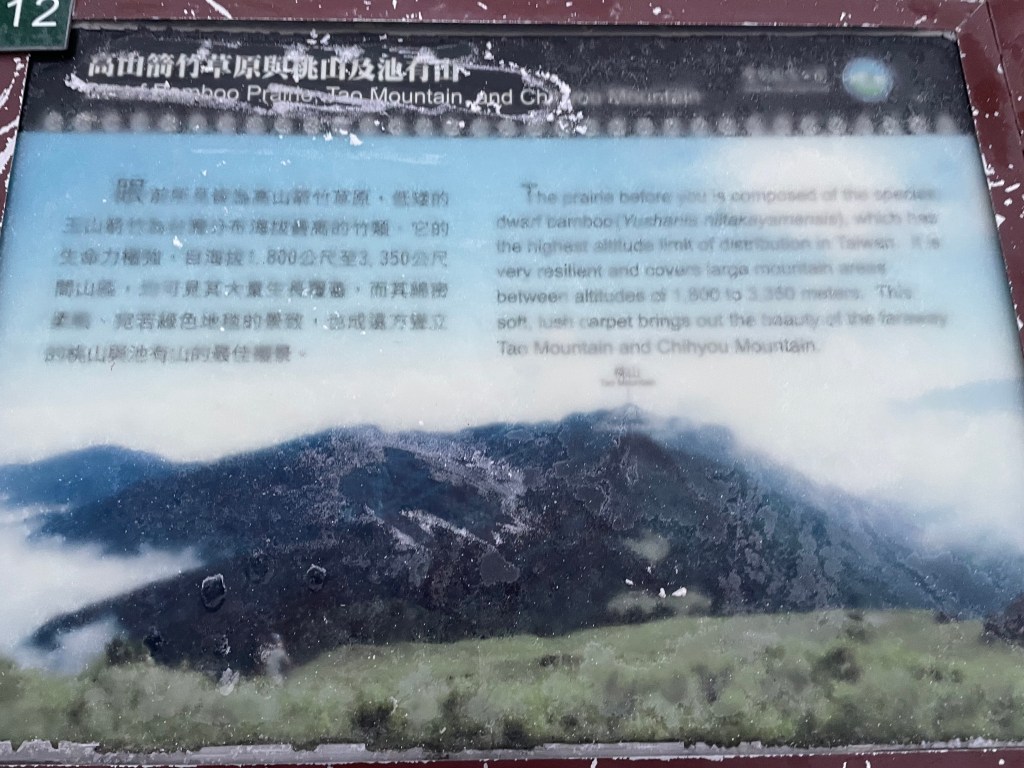 12
高山箭竹草原與桃山及池有山
of Bamboo Prairie, Tao Mountain, and Chihyou Mountain
眼前所見皆為高山箭竹草原，低矮的
玉山箭竹為台灣分布海拔最高的竹類。它的
生命力極強，自海拔1,800公尺至3,350公尺
間山區，均可見其大量生長覆蓋，而其綿密
柔軟、宛若綠色地毯的景致，也成遠方聳立
的桃山與池有山的最佳襯景。
The prairie before you is composed of the species
dwarf bamboo (Yushania niitakayamensis), which has
the highest altitude limit of distribution in Taiwan. It is
very resilient and covers large mountain areas
between altitudes of 1,800 to 3,350 meters. This
soft, lush carpet brings out the beauty of the faraway
Tao Mountain and Chihyou Mountain.
桃山
Tao Mountain